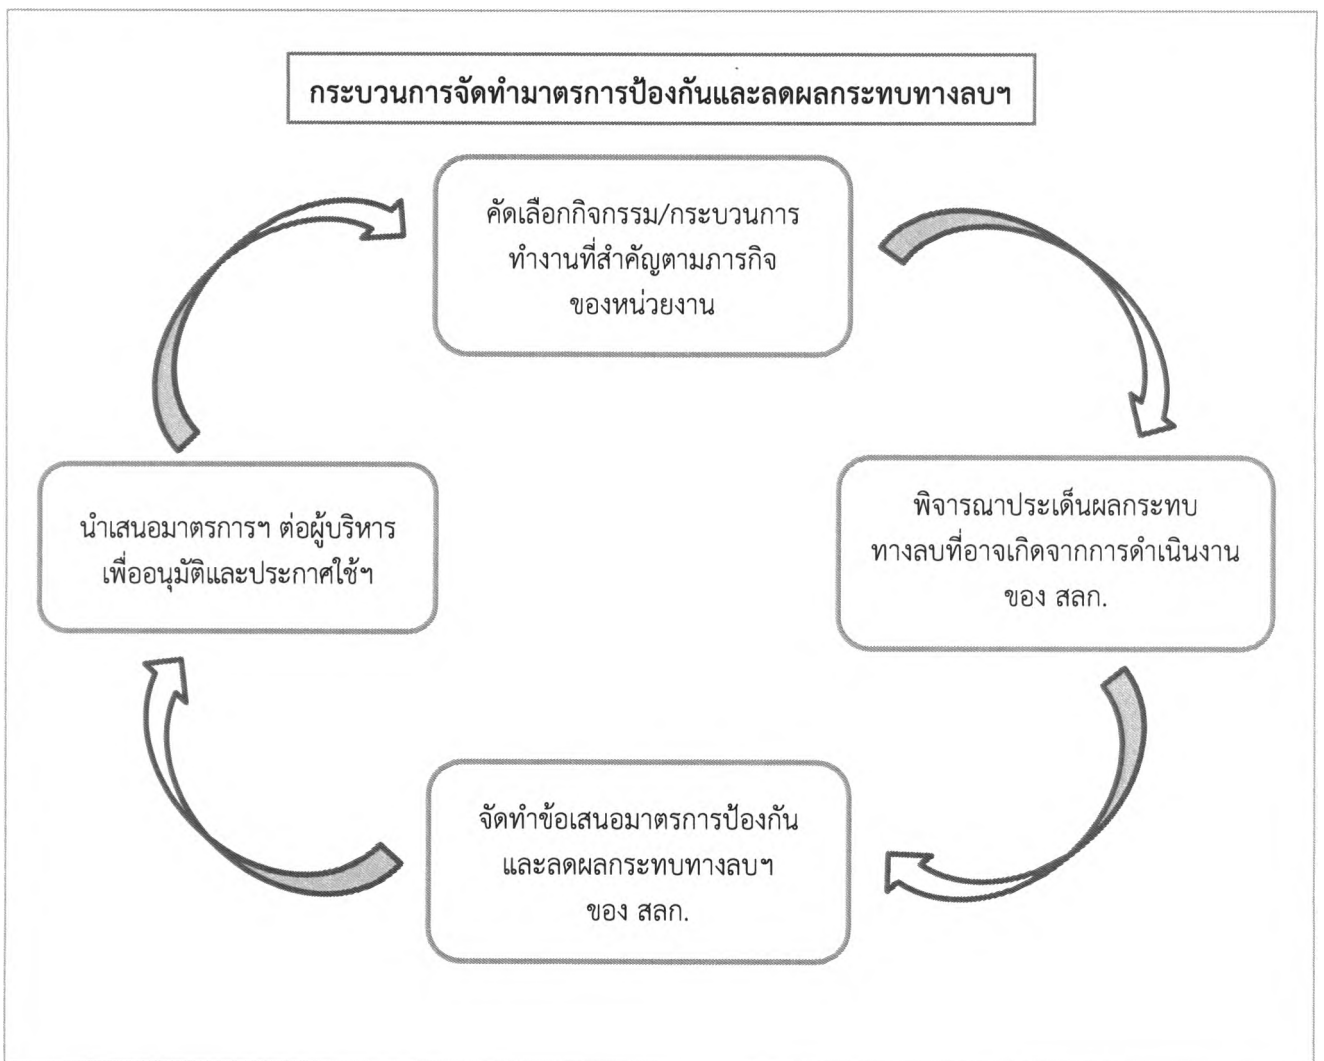 กระบวนการจัดทำมาตรการป้องกันและลดผลกระทบทางลบฯ
คัดเลือกกิจกรรม/กระบวนการ
ทำงานที่สำคัญตามภารกิจ
ของหน่วยงาน
พิจารณาประเด็นผลกระทบ
ทางลบที่อาจเกิดจากการดำเนินงาน
ของ สลก.
จัดทำข้อเสนอมาตรการป้องกัน
และลดผลกระทบทางลบฯ
ของ สลก.
นำเสนอมาตรการฯ ต่อผู้บริหาร
เพื่ออนุมัติและประกาศใช้ฯ